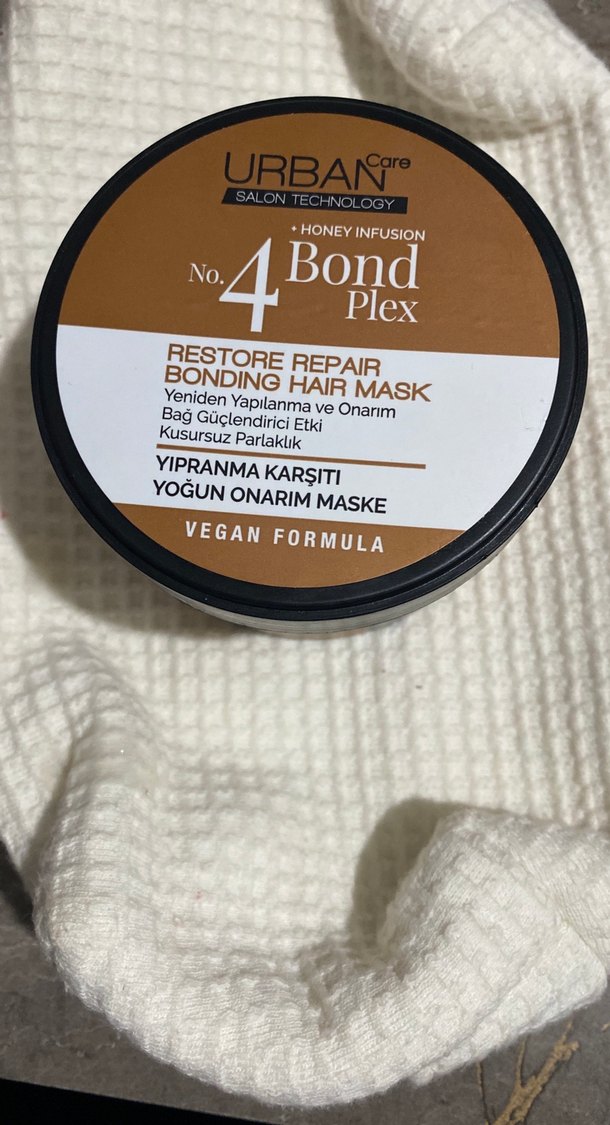 URBAN Care
SALON TECHNOLOGY
+ HONEY INFUSION
No. 4 Bond
Plex
RESTORE REPAIR
BONDING HAIR MASK
Yeniden Yapılanma ve Onarım
Bağ Güçlendirici Etki
Kusursuz Parlaklık
YIPRANMA KARŞITI
YOĞUN ONARIM MASKE
VEGAN FORMULA